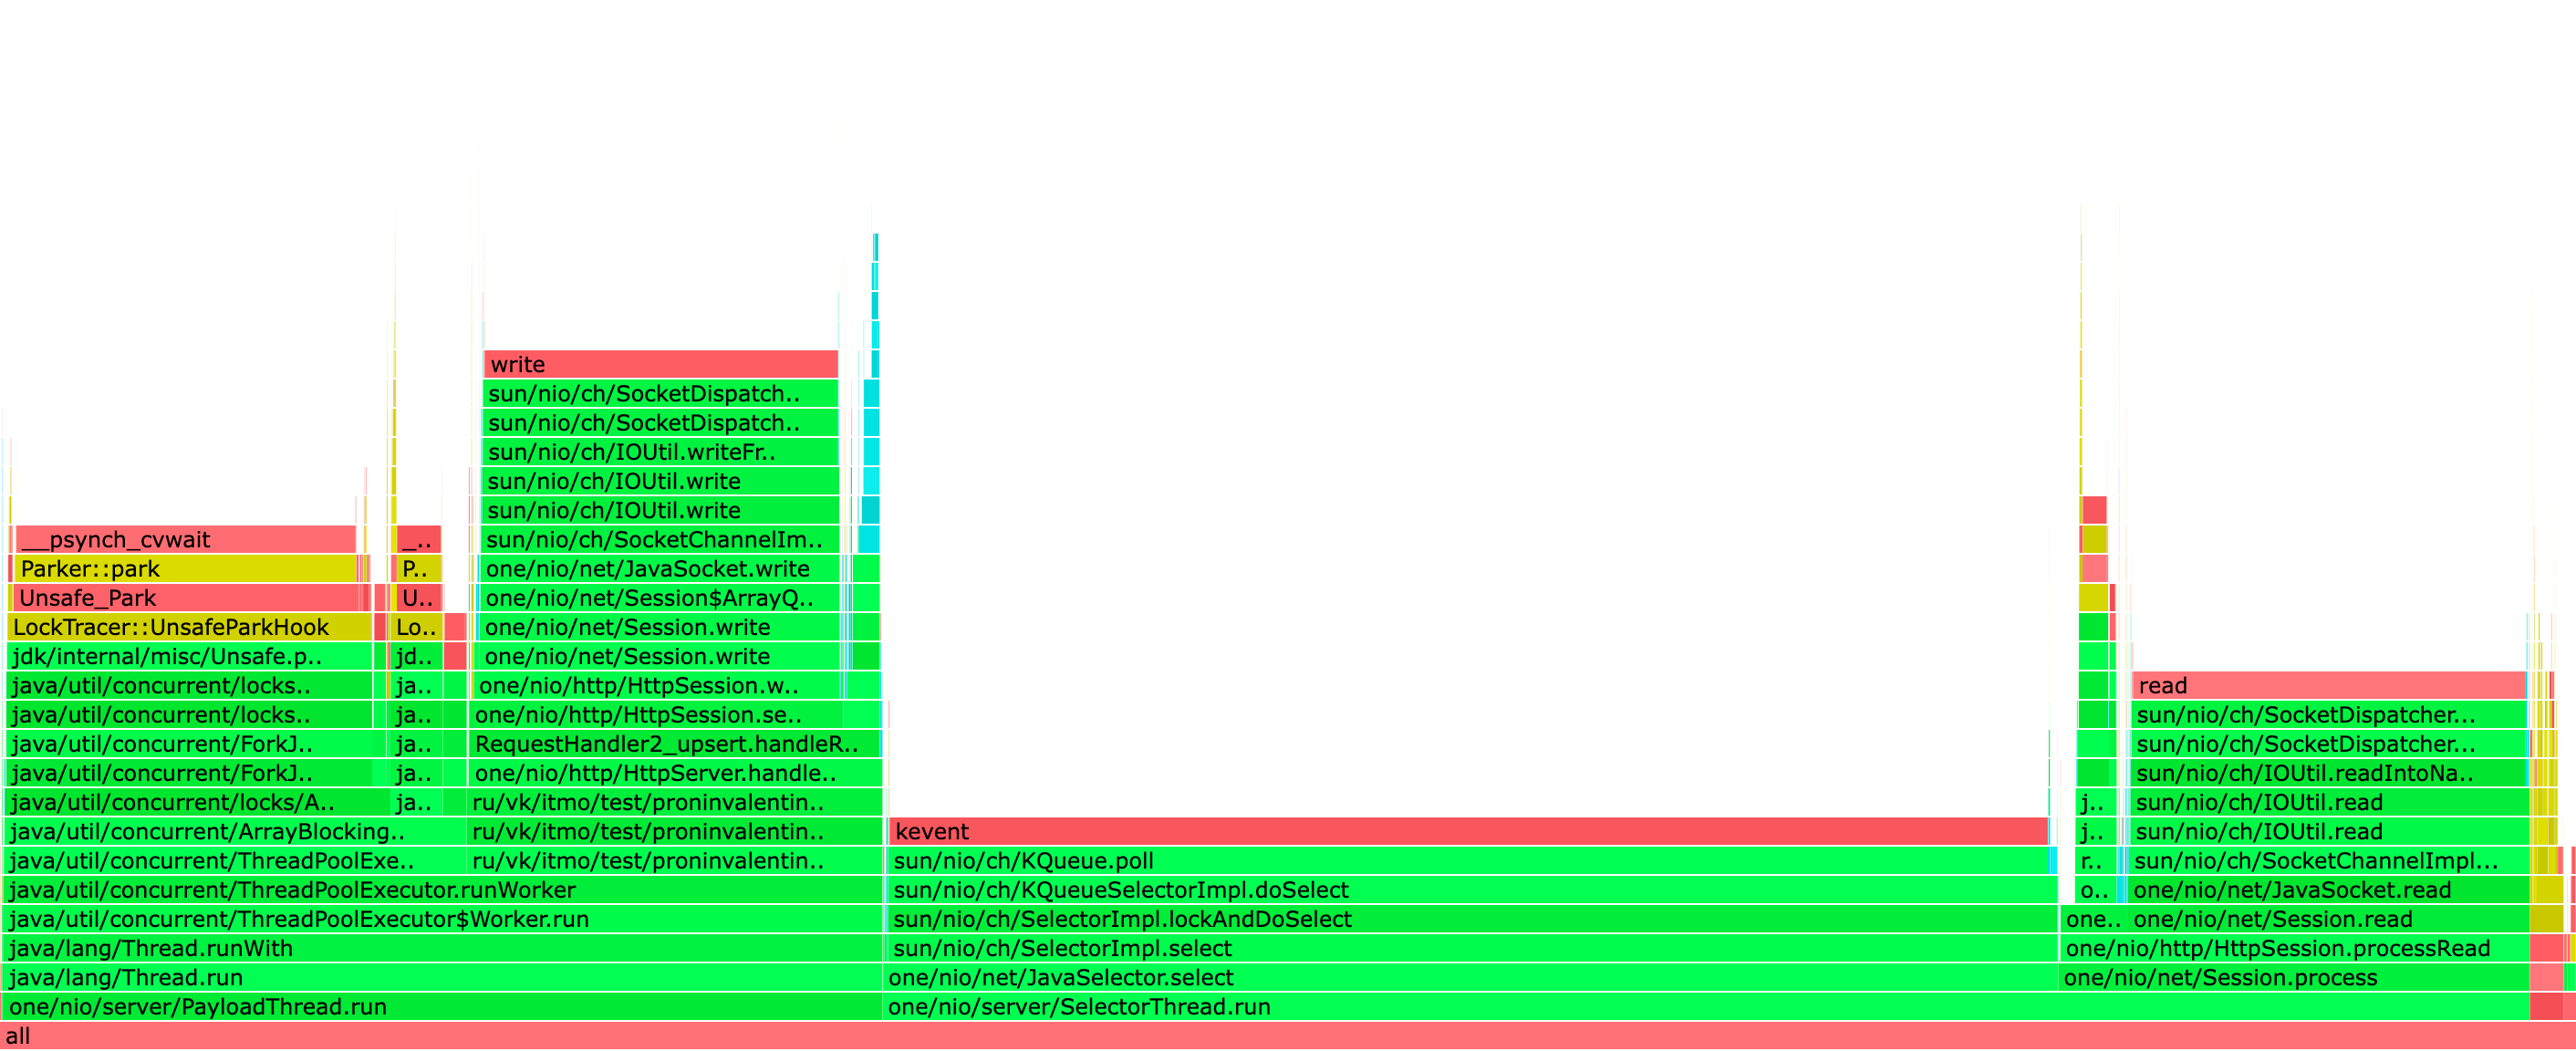 write
sun/nio/ch/SocketDispatch..
sun/nio/ch/SocketDispatch..
sun/nio/ch/IOUtil.writeFr..
sun/nio/ch/IOUtil.write
sun/nio/ch/IOUtil.write
__psynch_cvwait _.. sun/nio/ch/SocketChannelIm..
Parker::park P.. one/nio/net/JavaSocket.write
Unsafe_Park U.. one/nio/net/Session$ArrayQ..
LockTracer::UnsafeParkHook Lo.. one/nio/net/Session.write
jdk/internal/misc/Unsafe.p.. jd.. one/nio/net/Session.write
java/util/concurrent/locks.. ja.. one/nio/http/HttpSession.w.. read
java/util/concurrent/locks.. ja.. one/nio/http/HttpSession.se.. sun/nio/ch/SocketDispatcher...
java/util/concurrent/ForkJ.. ja.. RequestHandler2_upsert.handleR.. sun/nio/ch/SocketDispatcher...
java/util/concurrent/ForkJ.. ja.. one/nio/http/HttpServer.handle.. sun/nio/ch/IOUtil.readIntoNa..
java/util/concurrent/locks/A.. ja.. ru/vk/itmo/test/proninvalentin.. j.. sun/nio/ch/IOUtil.read
java/util/concurrent/ArrayBlocking.. ru/vk/itmo/test/proninvalentin.. kevent j.. sun/nio/ch/IOUtil.read
java/util/concurrent/ThreadPoolExe.. ru/vk/itmo/test/proninvalentin.. sun/nio/ch/KQueue.poll r.. sun/nio/ch/SocketChannelImpl...
java/util/concurrent/ThreadPoolExecutor.runWorker sun/nio/ch/KQueueSelectorImpl.doSelect o.. one/nio/net/JavaSocket.read
java/util/concurrent/ThreadPoolExecutor$Worker.run sun/nio/ch/SelectorImpl.lockAndDoSelect one.. one/nio/net/Session.read
java/lang/Thread.runWith sun/nio/ch/SelectorImpl.select one/nio/http/HttpSession.processRead
java/lang/Thread.run one/nio/net/JavaSelector.select one/nio/net/Session.process
one/nio/server/PayloadThread.run one/nio/server/SelectorThread.run
all